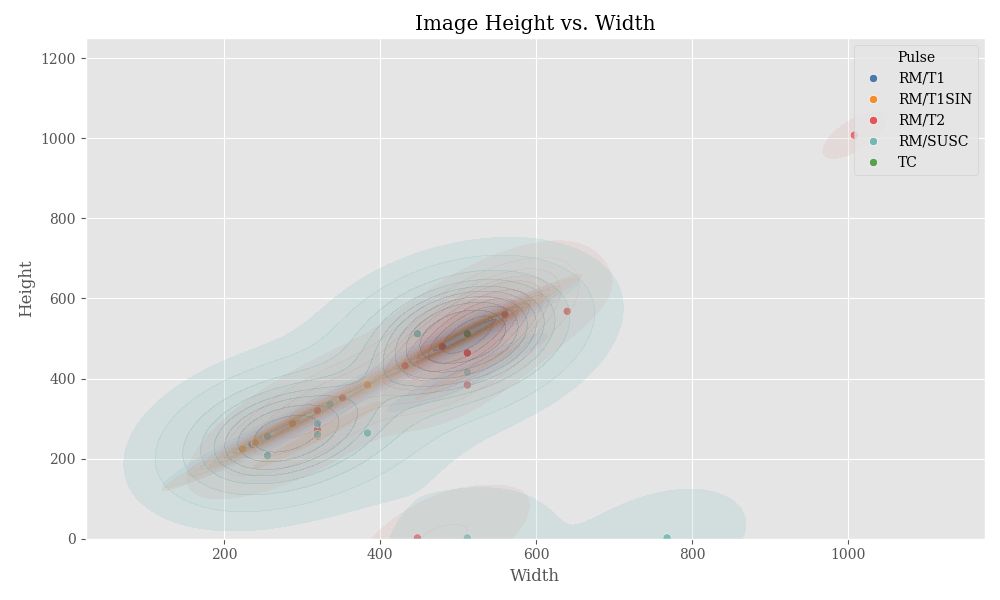 Image Height vs. Width
Pulse
RM/T1
RM/T1SIN
RM/T2
RM/SUSC
TC
Height
1200
1000
800
600
400
200
0
200
400
600
800
1000
Width